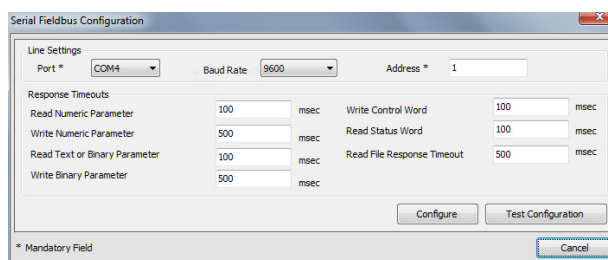 Serial Fieldbus Configuration
Line Settings
Port * COM4 Baud Rate 9600 Address * 1
Response Timeouts
Read Numeric Parameter 100 msec Write Control Word 100 msec
Write Numeric Parameter 500 msec Read Status Word 100 msec
Read Text or Binary Parameter 100 msec Read File Response Timeout 500 msec
Write Binary Parameter 500 msec
Configure Test Configuration
* Mandatory Field Cancel